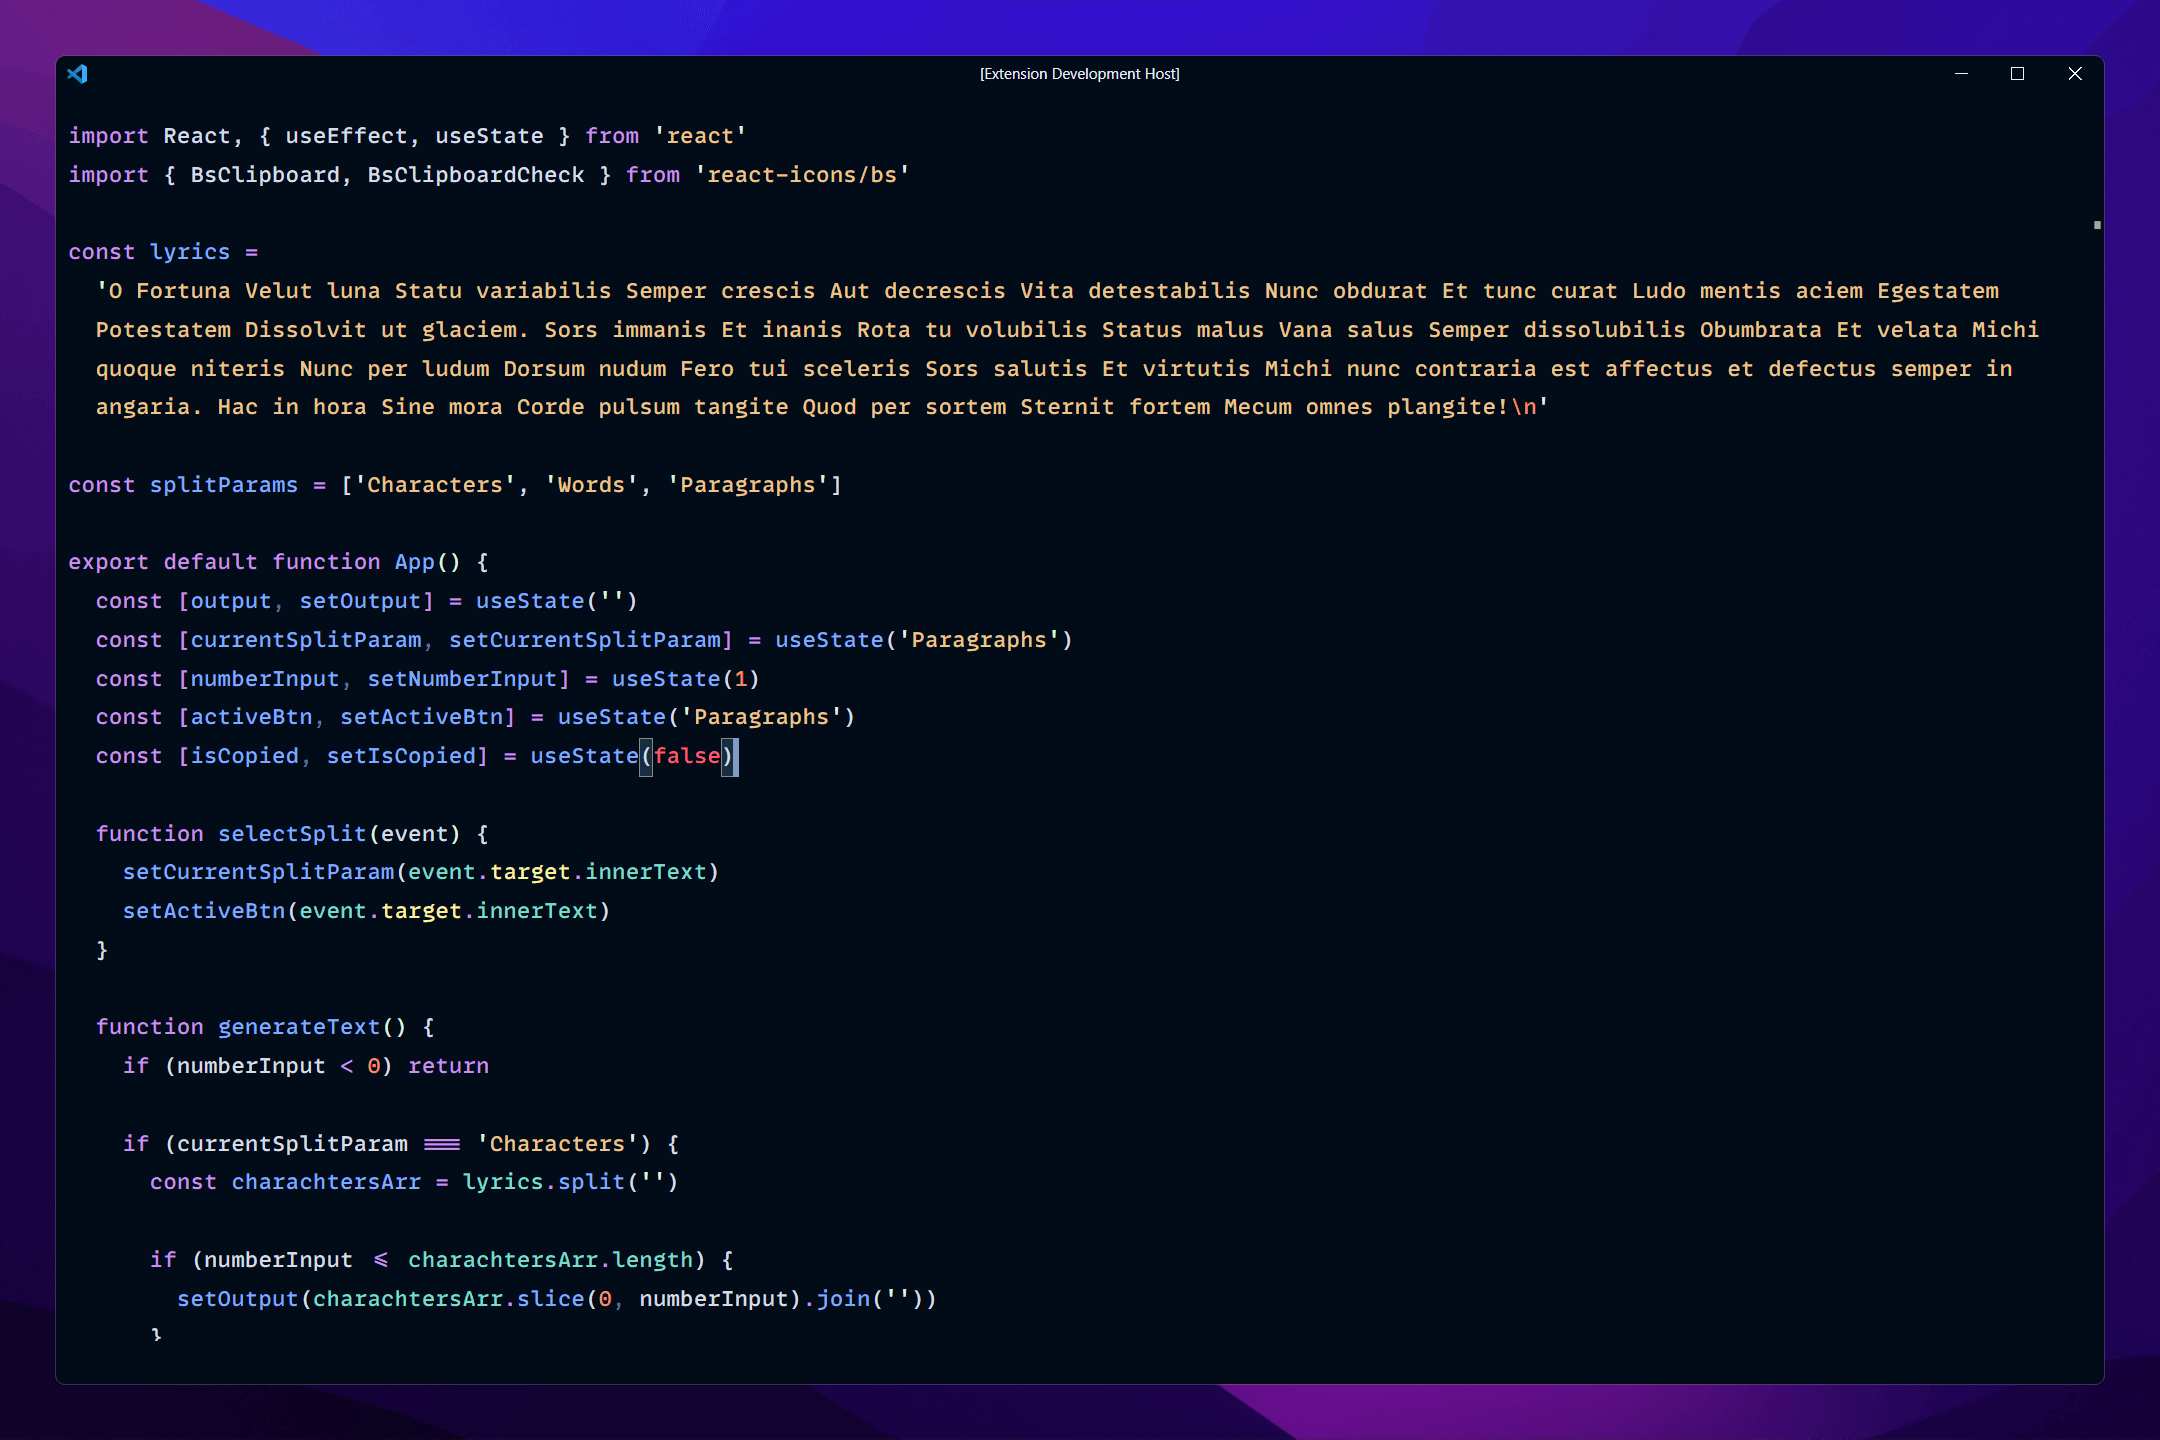 [Extension Development Host]
import React, { useEffect, useState } from 'react'
import { BsClipboard, BsClipboardCheck } from 'react-icons/bs'
const lyrics =
'O Fortuna Velut luna Statu variabilis Semper crescis Aut decrescis Vita detestabilis Nunc obdurat Et tunc curat Ludo mentis aciem Egestatem
Potestatem Dissolvit ut glaciem. Sors immanis Et inanis Rota tu volubilis Status malus Vana salus Semper dissolubilis Obumbrata Et velata Michi
quoque niteris Nunc per ludum Dorsum nudum Fero tui sceleris Sors salutis Et virtutis Michi nunc contraria est affectus et defectus semper in
angaria. Hac in hora Sine mora Corde pulsum tangite Quod per sortem Sternit fortem Mecum omnes plangite!\n'
const splitParams = ['Characters', 'Words', 'Paragraphs']
export default function App() {
const [output, setOutput] = useState('')
const [currentSplitParam, setCurrentSplitParam] = useState('Paragraphs')
const [numberInput, setNumberInput] = useState(1)
const [activeBtn, setActiveBtn] = useState('Paragraphs')
const [isCopied, setIsCopied] = useState(false)
function selectSplit(event) {
setCurrentSplitParam(event.target.innerText)
setActiveBtn(event.target.innerText)
}
function generateText() {
if (numberInput < 0) return
if (currentSplitParam === 'Characters') {
const charachtersArr = lyrics.split('')
if (numberInput <= charachtersArr.length) {
setOutput(charachtersArr.slice(0, numberInput).join(''))
}